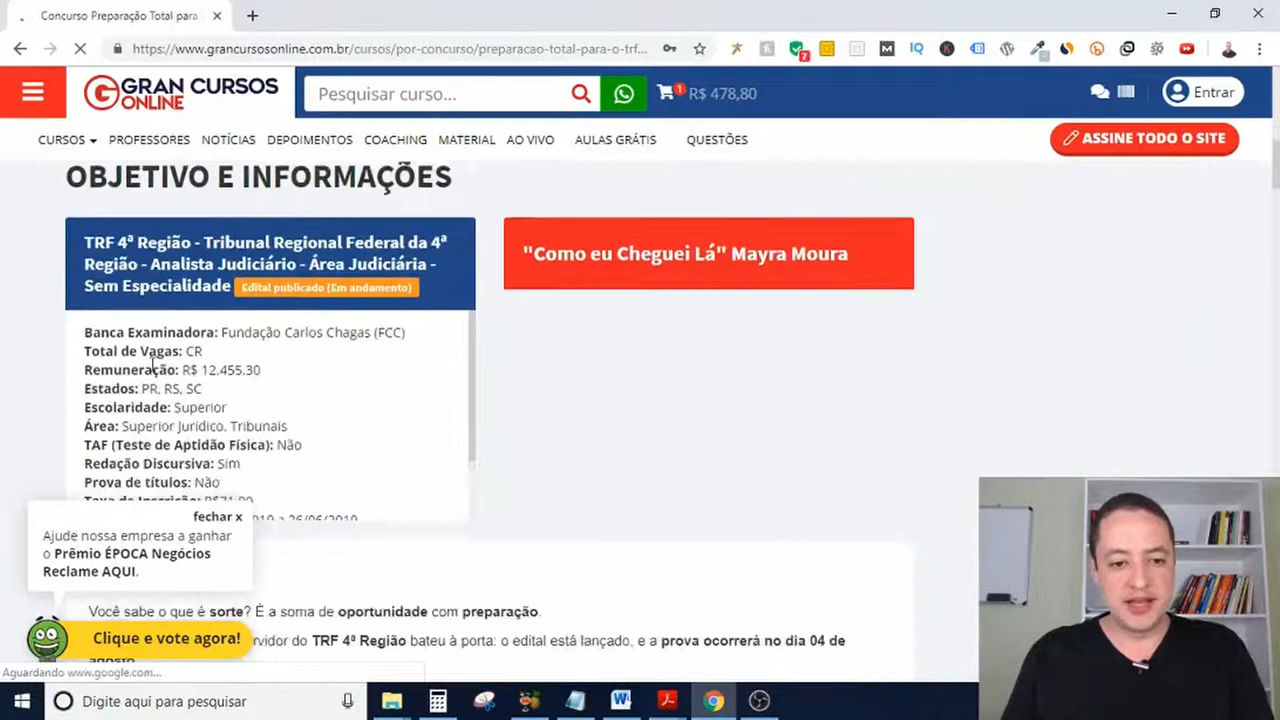 Concurso Preparação Total para
https://www.grancursosonline.com.br/cursos/por-concurso/preparacao-total-para-o-trf...
GRAN CURSOS
ONLINE
Pesquisar curso...
1
R$ 478,80
Entrar
CURSOS
PROFESSORES
NOTÍCIAS
DEPOIMENTOS
COACHING
MATERIAL
AO VIVO
AULAS GRÁTIS
QUESTÕES
ASSINE TODO O SITE
OBJETIVO E INFORMAÇÕES
TRF 4ª Região - Tribunal Regional Federal da 4ª
Região - Analista Judiciário - Área Judiciária -
Sem Especialidade Edital publicado (Em andamento)
Banca Examinadora: Fundação Carlos Chagas (FCC)
Total de Vagas: CR
Remuneração: R$ 12.455.30
Estados: PR, RS, SC
Escolaridade: Superior
Área: Superior Jurídico. Tribunais
TAF (Teste de Aptidão Física): Não
Redação Discursiva: Sim
Prova de títulos: Não
"Como eu Cheguei Lá" Mayra Moura
fechar x
Ajude nossa empresa a ganhar
o Prêmio ÉPOCA Negócios
Reclame AQUI.
Clique e vote agora!
Você sabe o que é sorte? É a soma de oportunidade com preparação.
servidor do TRF 4ª Região bateu à porta: o edital está lançado, e a prova ocorrerá no dia 04 de
Aguardando www.google.com...
Digite aqui para pesquisar